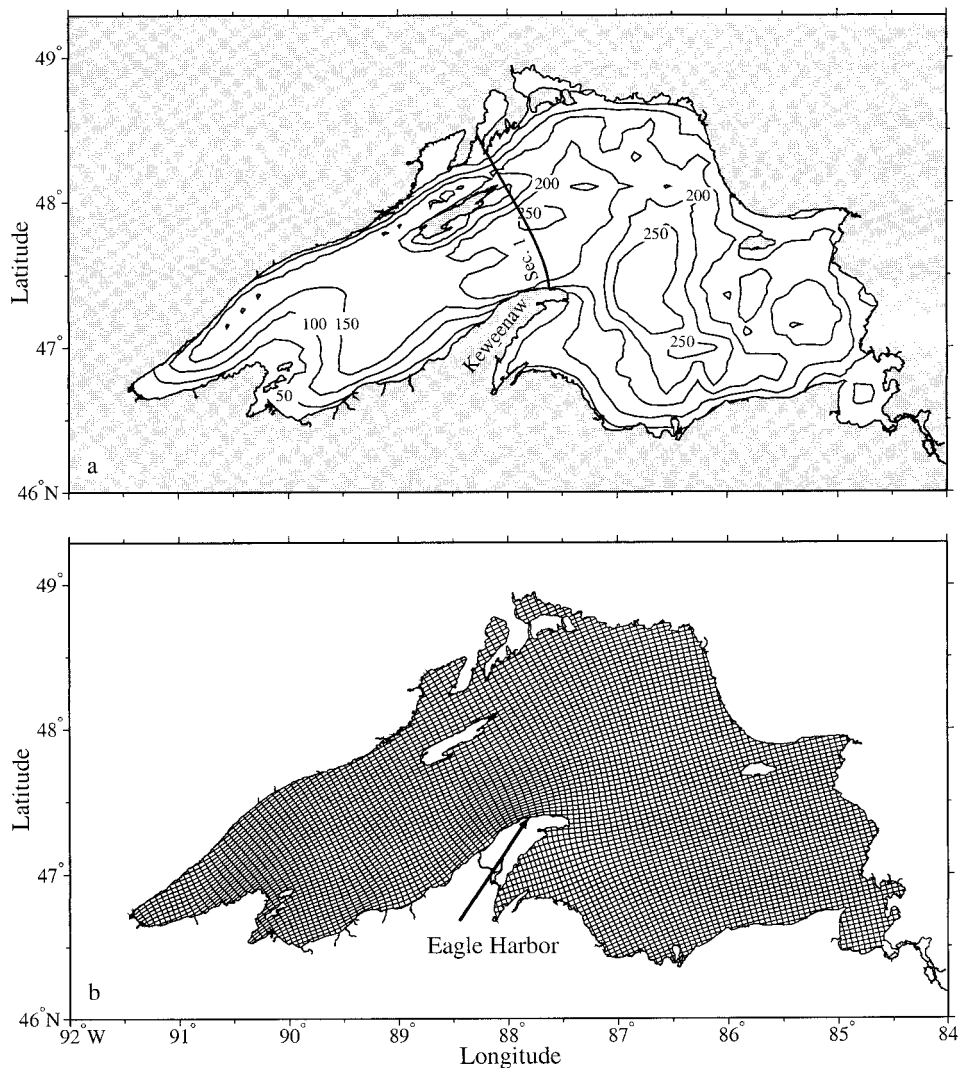 49°
48°
47°
46°N
Latitude
200
250
200
250
250
100
150
50
Sec. 1
Keweenaw
a
49°
48°
47°
46°N
Latitude
Eagle Harbor
b
92° W
91°
90°
89°
88°
87°
86°
85°
84
Longitude